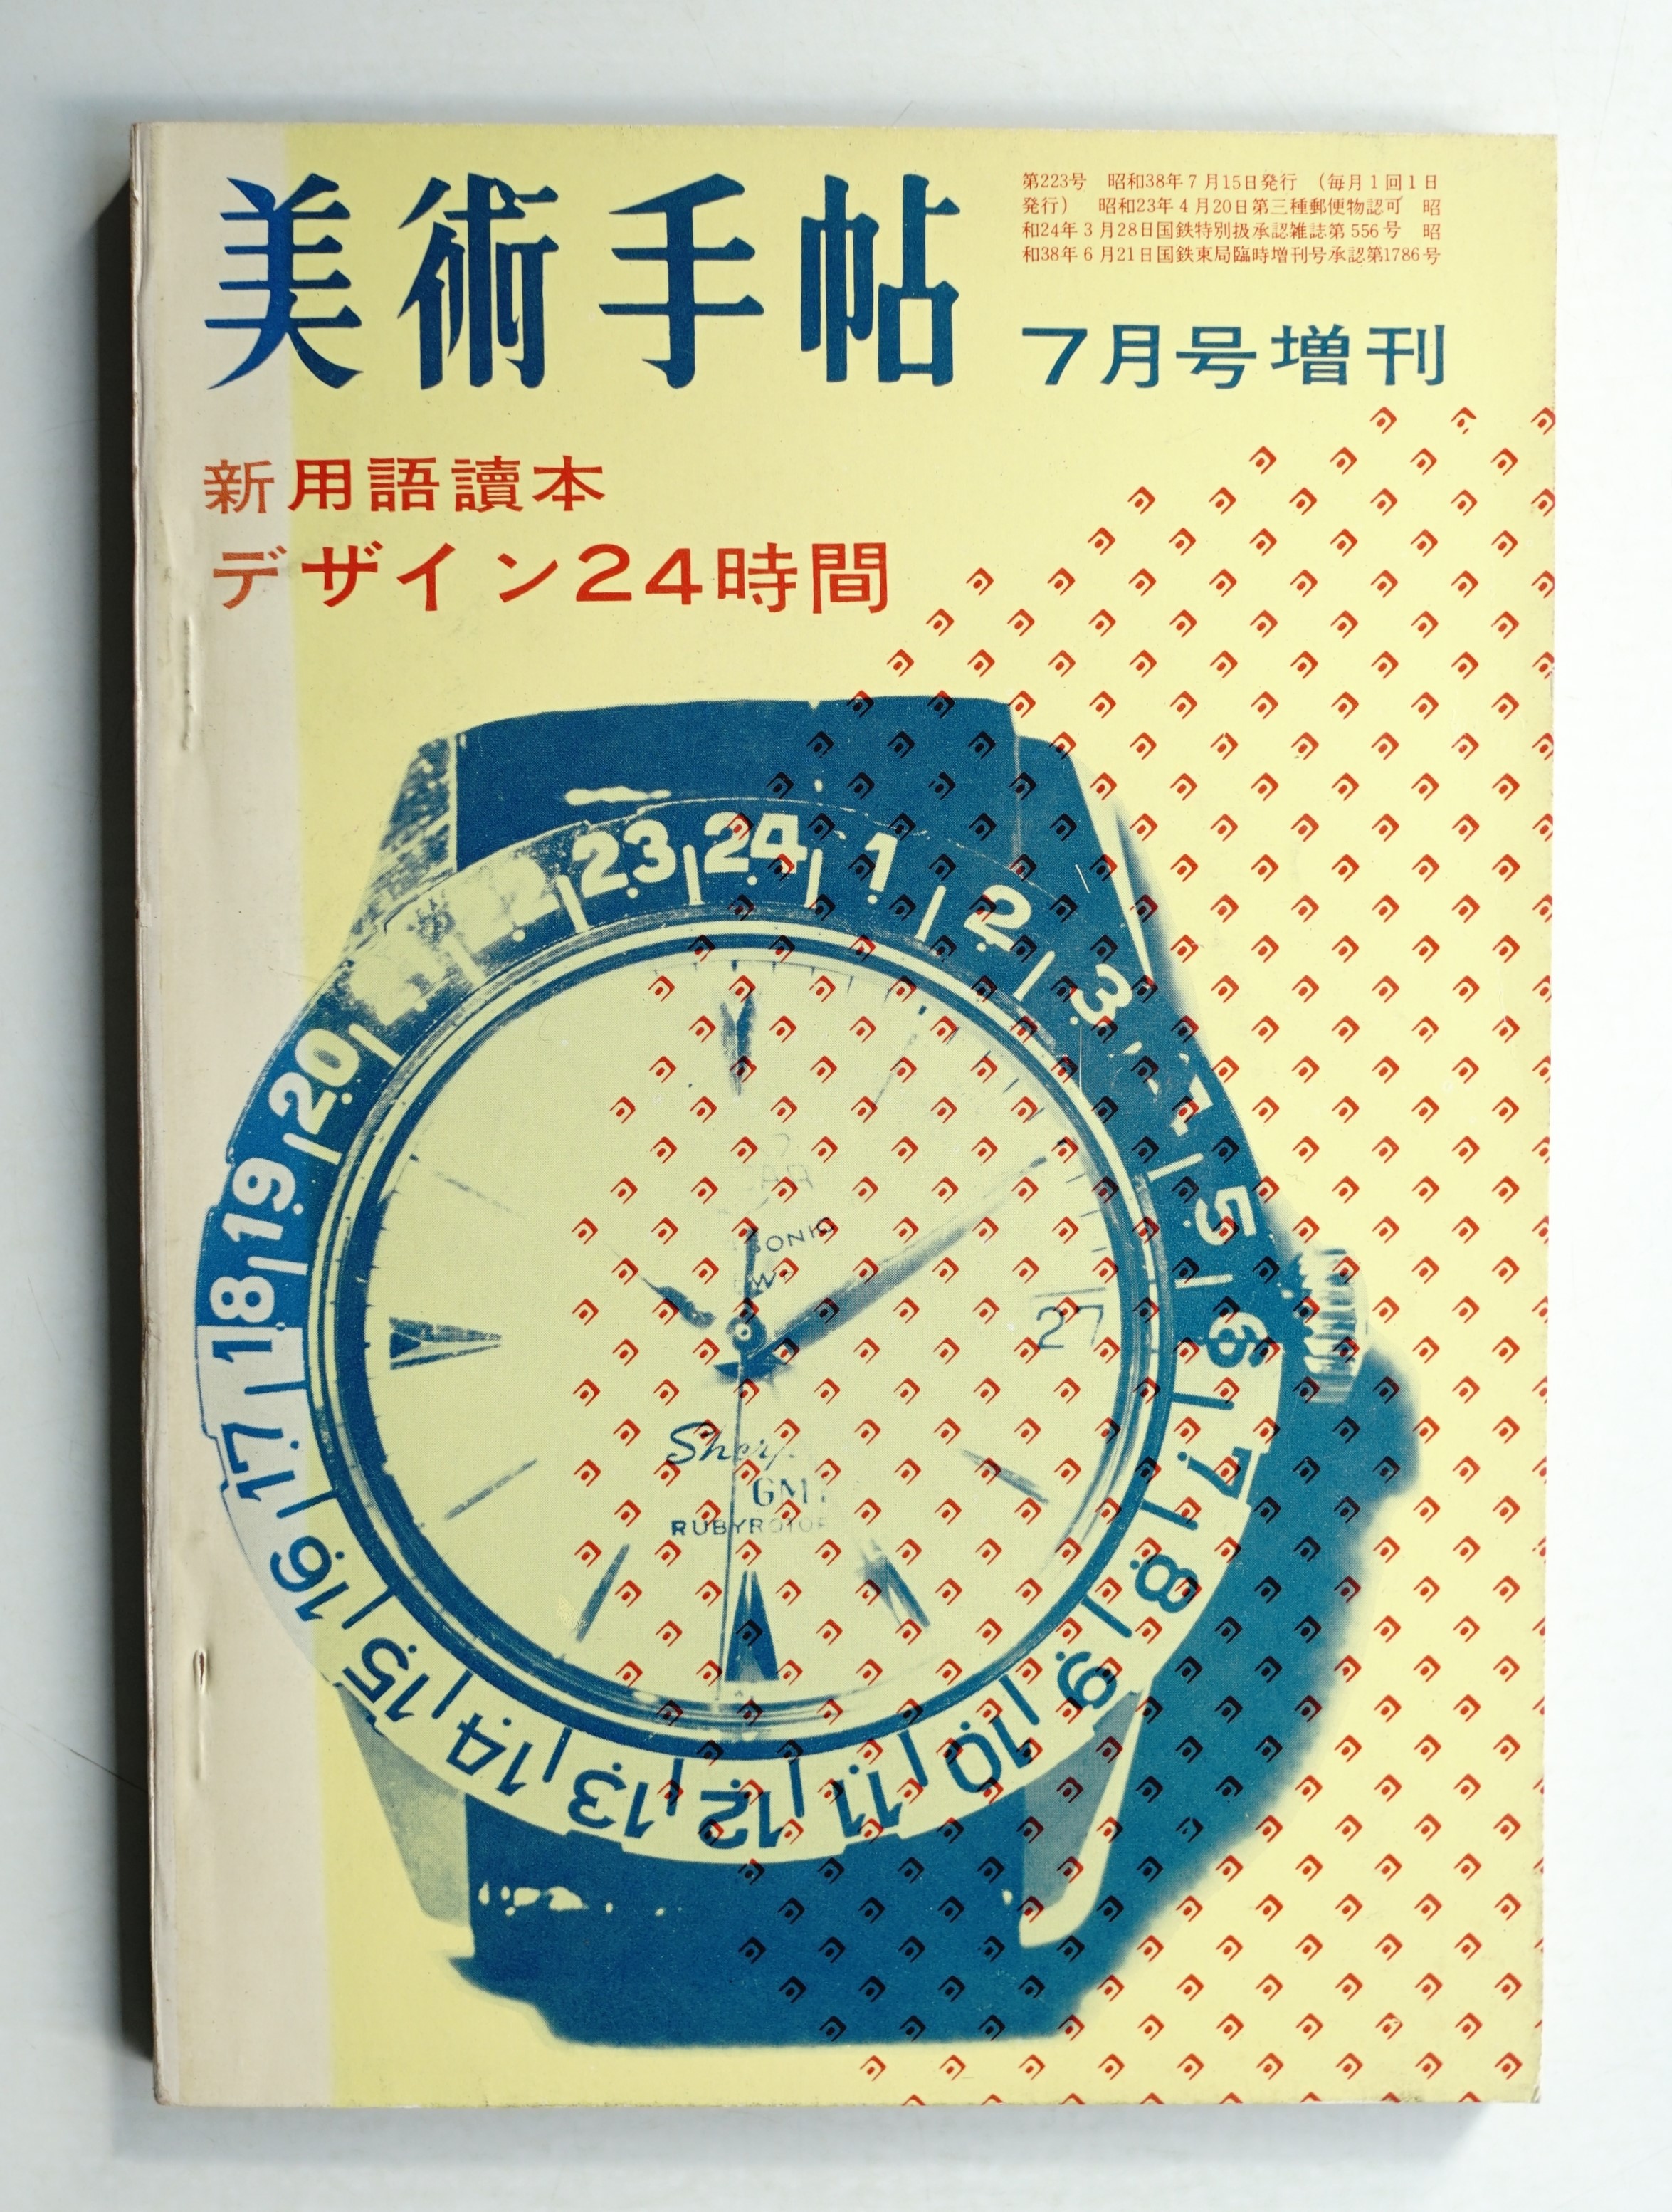 美術手帖
第223号 昭和38年7月15日発行 (毎月1回1日
発行) 昭和23年4月20日第三種郵便物認可 昭
和24年3月28日国鉄特別扱承認雑誌第556号 昭
和38年6月21日国鉄東局臨時増刊号承認第1786号
7月号増刊
新用語讀本
デザイン24時間
23
24
1
2
3
5
6
7
8
9
10
11
12
13
14
15
16
17
18
19
20
27
GMT
RUBYROTOR